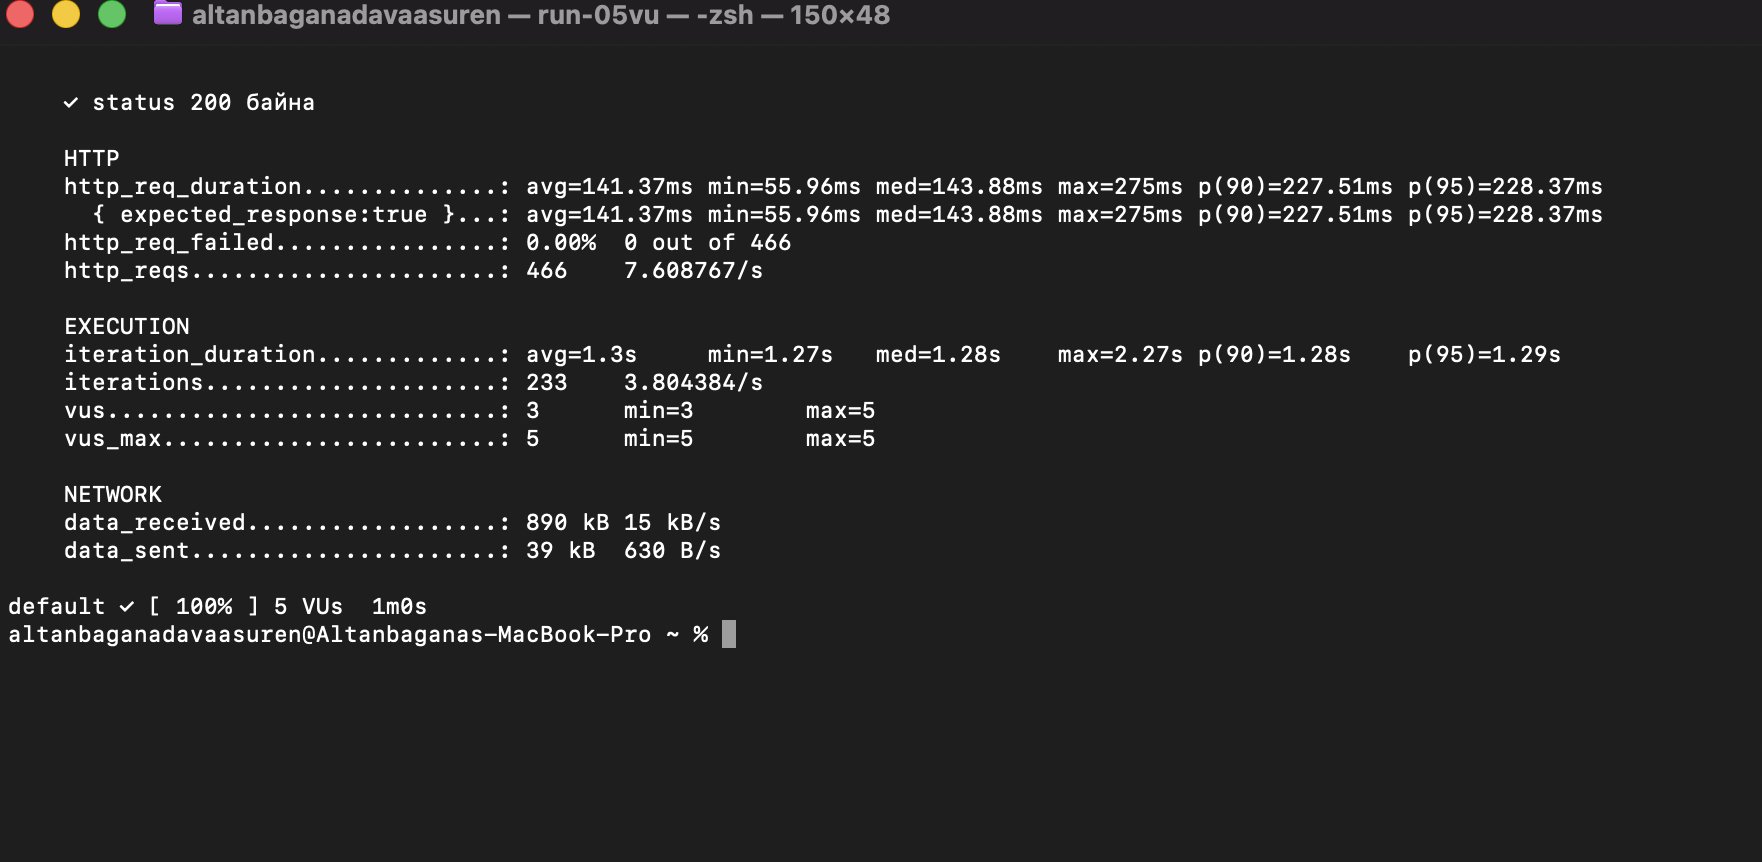 altanbaganadavaasuren — run-05vu — -zsh — 150×48
✓ status 200 байна
HTTP
http_req_duration..............: avg=141.37ms min=55.96ms med=143.88ms max=275ms p(90)=227.51ms p(95)=228.37ms
{ expected_response:true }...: avg=141.37ms min=55.96ms med=143.88ms max=275ms p(90)=227.51ms p(95)=228.37ms
http_req_failed................: 0.00%  0 out of 466
http_reqs......................: 466    7.608767/s
EXECUTION
iteration_duration.............: avg=1.3s     min=1.27s   med=1.28s    max=2.27s p(90)=1.28s    p(95)=1.29s
iterations.....................: 233    3.804384/s
vus............................: 3      min=3        max=5
vus_max........................: 5      min=5        max=5
NETWORK
data_received..................: 890 kB 15 kB/s
data_sent......................: 39 kB  630 B/s
default ✓ [ 100% ] 5 VUs  1m0s
altanbaganadavaasuren@Altanbaganas-MacBook-Pro ~ %